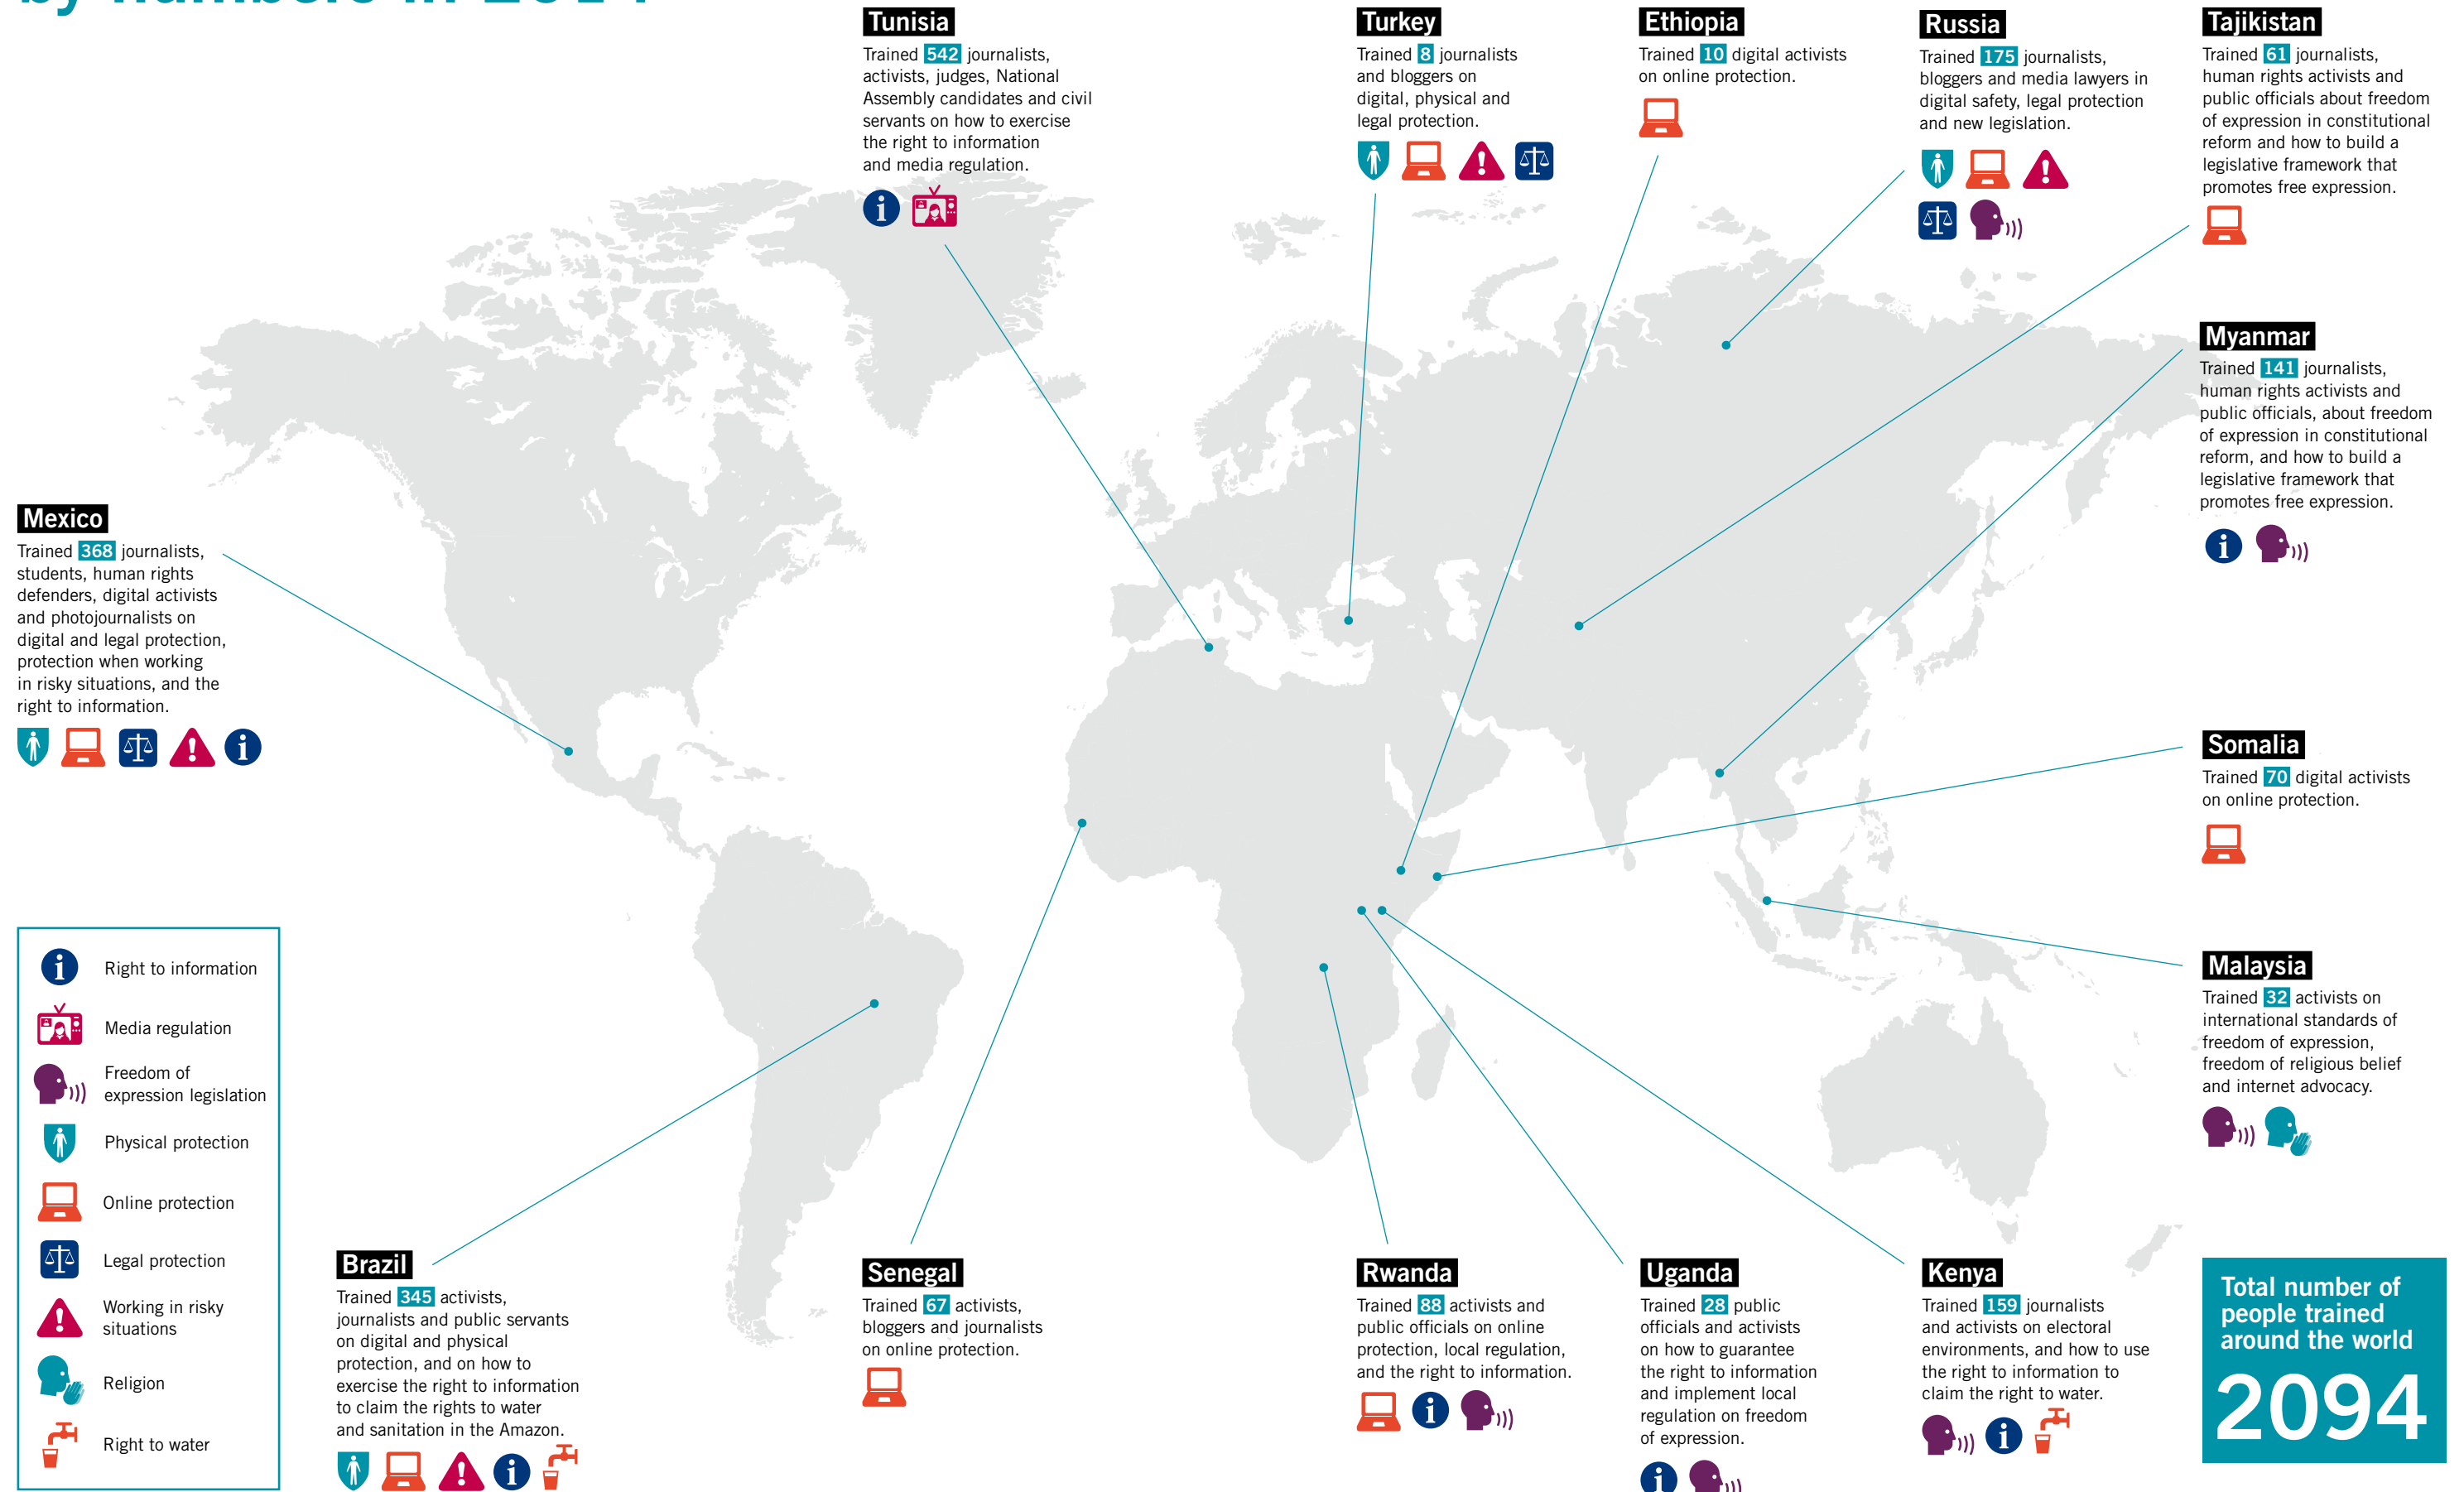 by numbers in 2014
Tunisia
Trained 542 journalists,
activists, judges, National
Assembly candidates and civil
servants on how to exercise
the right to information
and media regulation.
Turkey
Trained 8 journalists
and bloggers on
digital, physical and
legal protection.
Ethiopia
Trained 10 digital activists
on online protection.
Russia
Trained 175 journalists,
bloggers and media lawyers in
digital safety, legal protection
and new legislation.
Tajikistan
Trained 61 journalists,
human rights activists and
public officials about freedom
of expression in constitutional
reform and how to build a
legislative framework that
promotes free expression.
Myanmar
Trained 141 journalists,
human rights activists and
public officials, about freedom
of expression in constitutional
reform, and how to build a
legislative framework that
promotes free expression.
Mexico
Trained 368 journalists,
students, human rights
defenders, digital activists
and photojournalists on
digital and legal protection,
protection when working
in risky situations, and the
right to information.
Somalia
Trained 70 digital activists
on online protection.
Malaysia
Trained 32 activists on
international standards of
freedom of expression,
freedom of religious belief
and internet advocacy.
Right to information
Media regulation
Freedom of
expression legislation
Physical protection
Online protection
Legal protection
Working in risky
situations
Religion
Right to water
Brazil
Trained 345 activists,
journalists and public servants
on digital and physical
protection, and on how to
exercise the right to information
to claim the rights to water
and sanitation in the Amazon.
Senegal
Trained 67 activists,
bloggers and journalists
on online protection.
Rwanda
Trained 88 activists and
public officials on online
protection, local regulation,
and the right to information.
Uganda
Trained 28 public
officials and activists
on how to guarantee
the right to information
and implement local
regulation on freedom
of expression.
Kenya
Trained 159 journalists
and activists on electoral
environments, and how to use
the right to information to
claim the right to water.
Total number of
people trained
around the world
2094